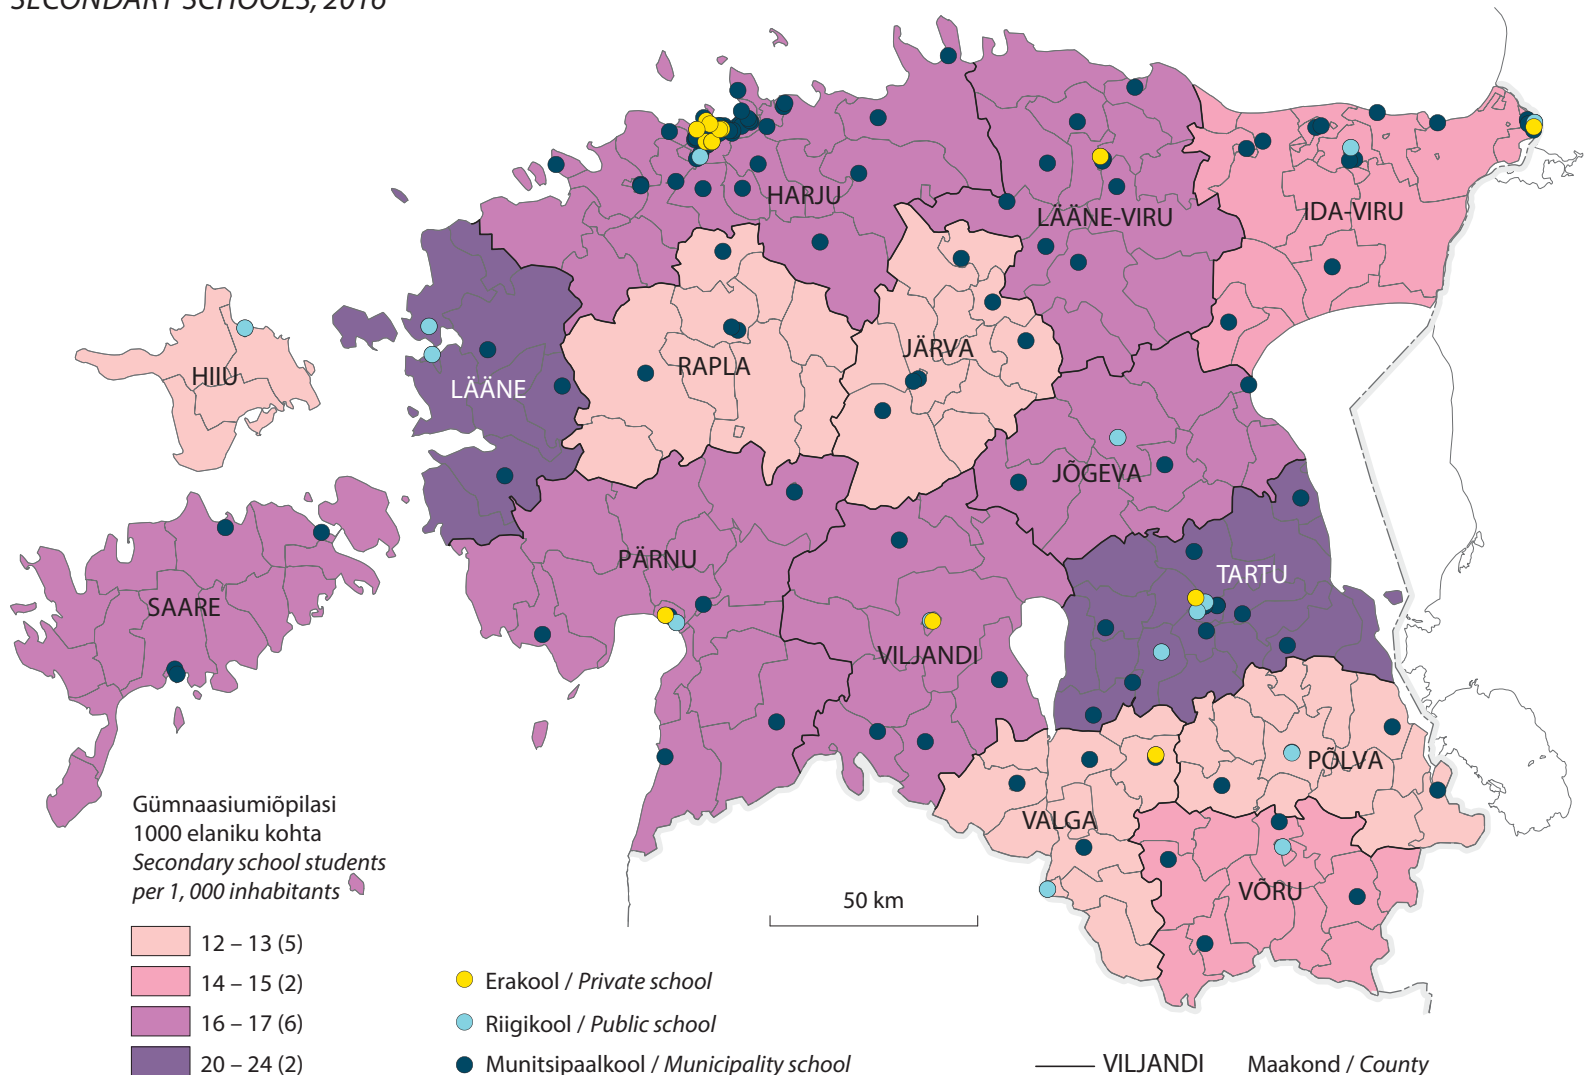 SECONDARY SCHOOLS, 2016
HARJU
LÄÄNE-VIRU
IDA-VIRU
HIIU
LÄÄNE
RAPLA
JÄRVA
JÕGEVA
SAARE
PÄRNU
VILJANDI
TARTU
VALGA
PÕLVA
VÕRU
Gümnaasiumiõpilasi
1000 elaniku kohta
Secondary school students
per 1, 000 inhabitants
12 – 13 (5)
14 – 15 (2)
16 – 17 (6)
20 – 24 (2)
50 km
Erakool / Private school
Riigikool / Public school
Munitsipaalkool / Municipality school
VILJANDI Maakond / County